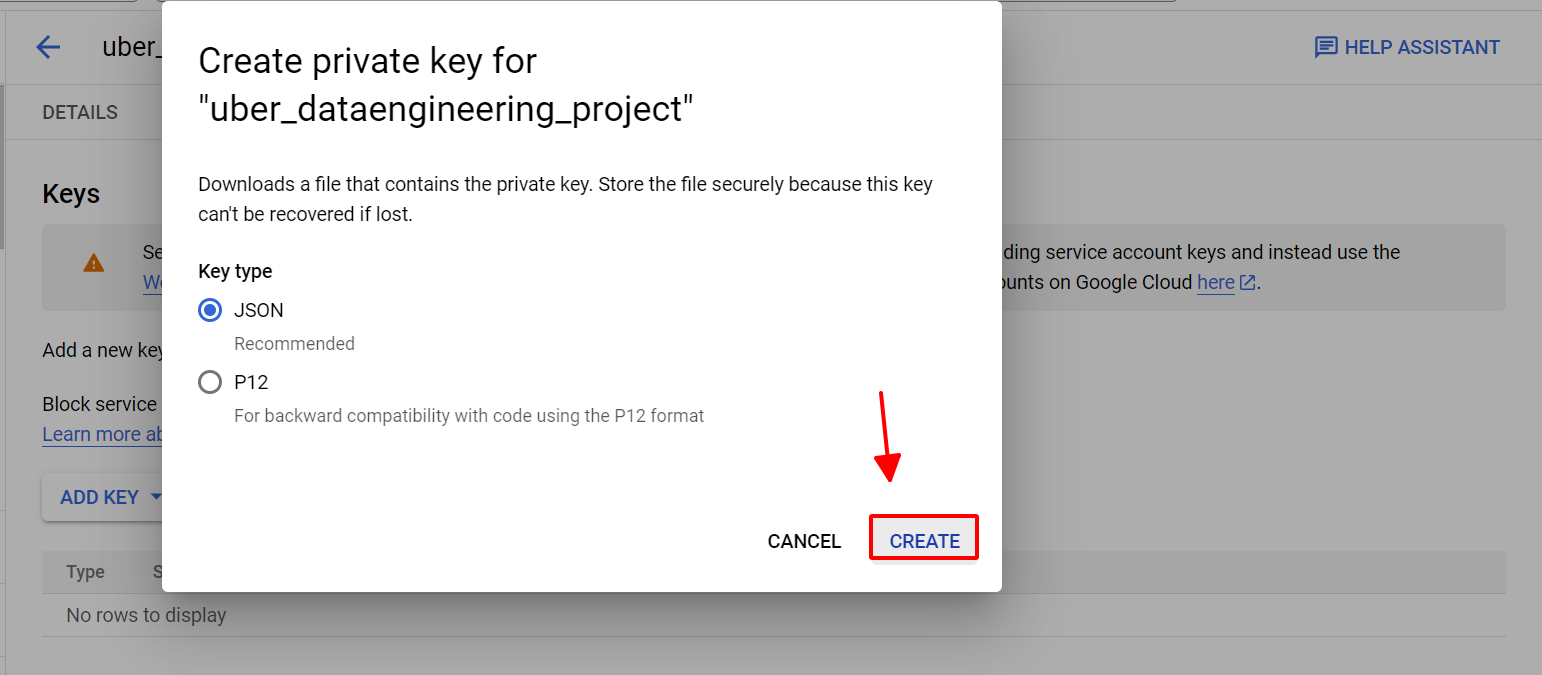 uber_
HELP ASSISTANT
DETAILS
Create private key for
"uber_dataengineering_project"
Downloads a file that contains the private key. Store the file securely because this key
can't be recovered if lost.
Keys
Se
ding service account keys and instead use the
ounts on Google Cloud here.
Key type
JSON
Recommended
P12
For backward compatibility with code using the P12 format
Add a new key
Block service
Learn more ab
ADD KEY
CANCEL
CREATE
Type
S
No rows to display